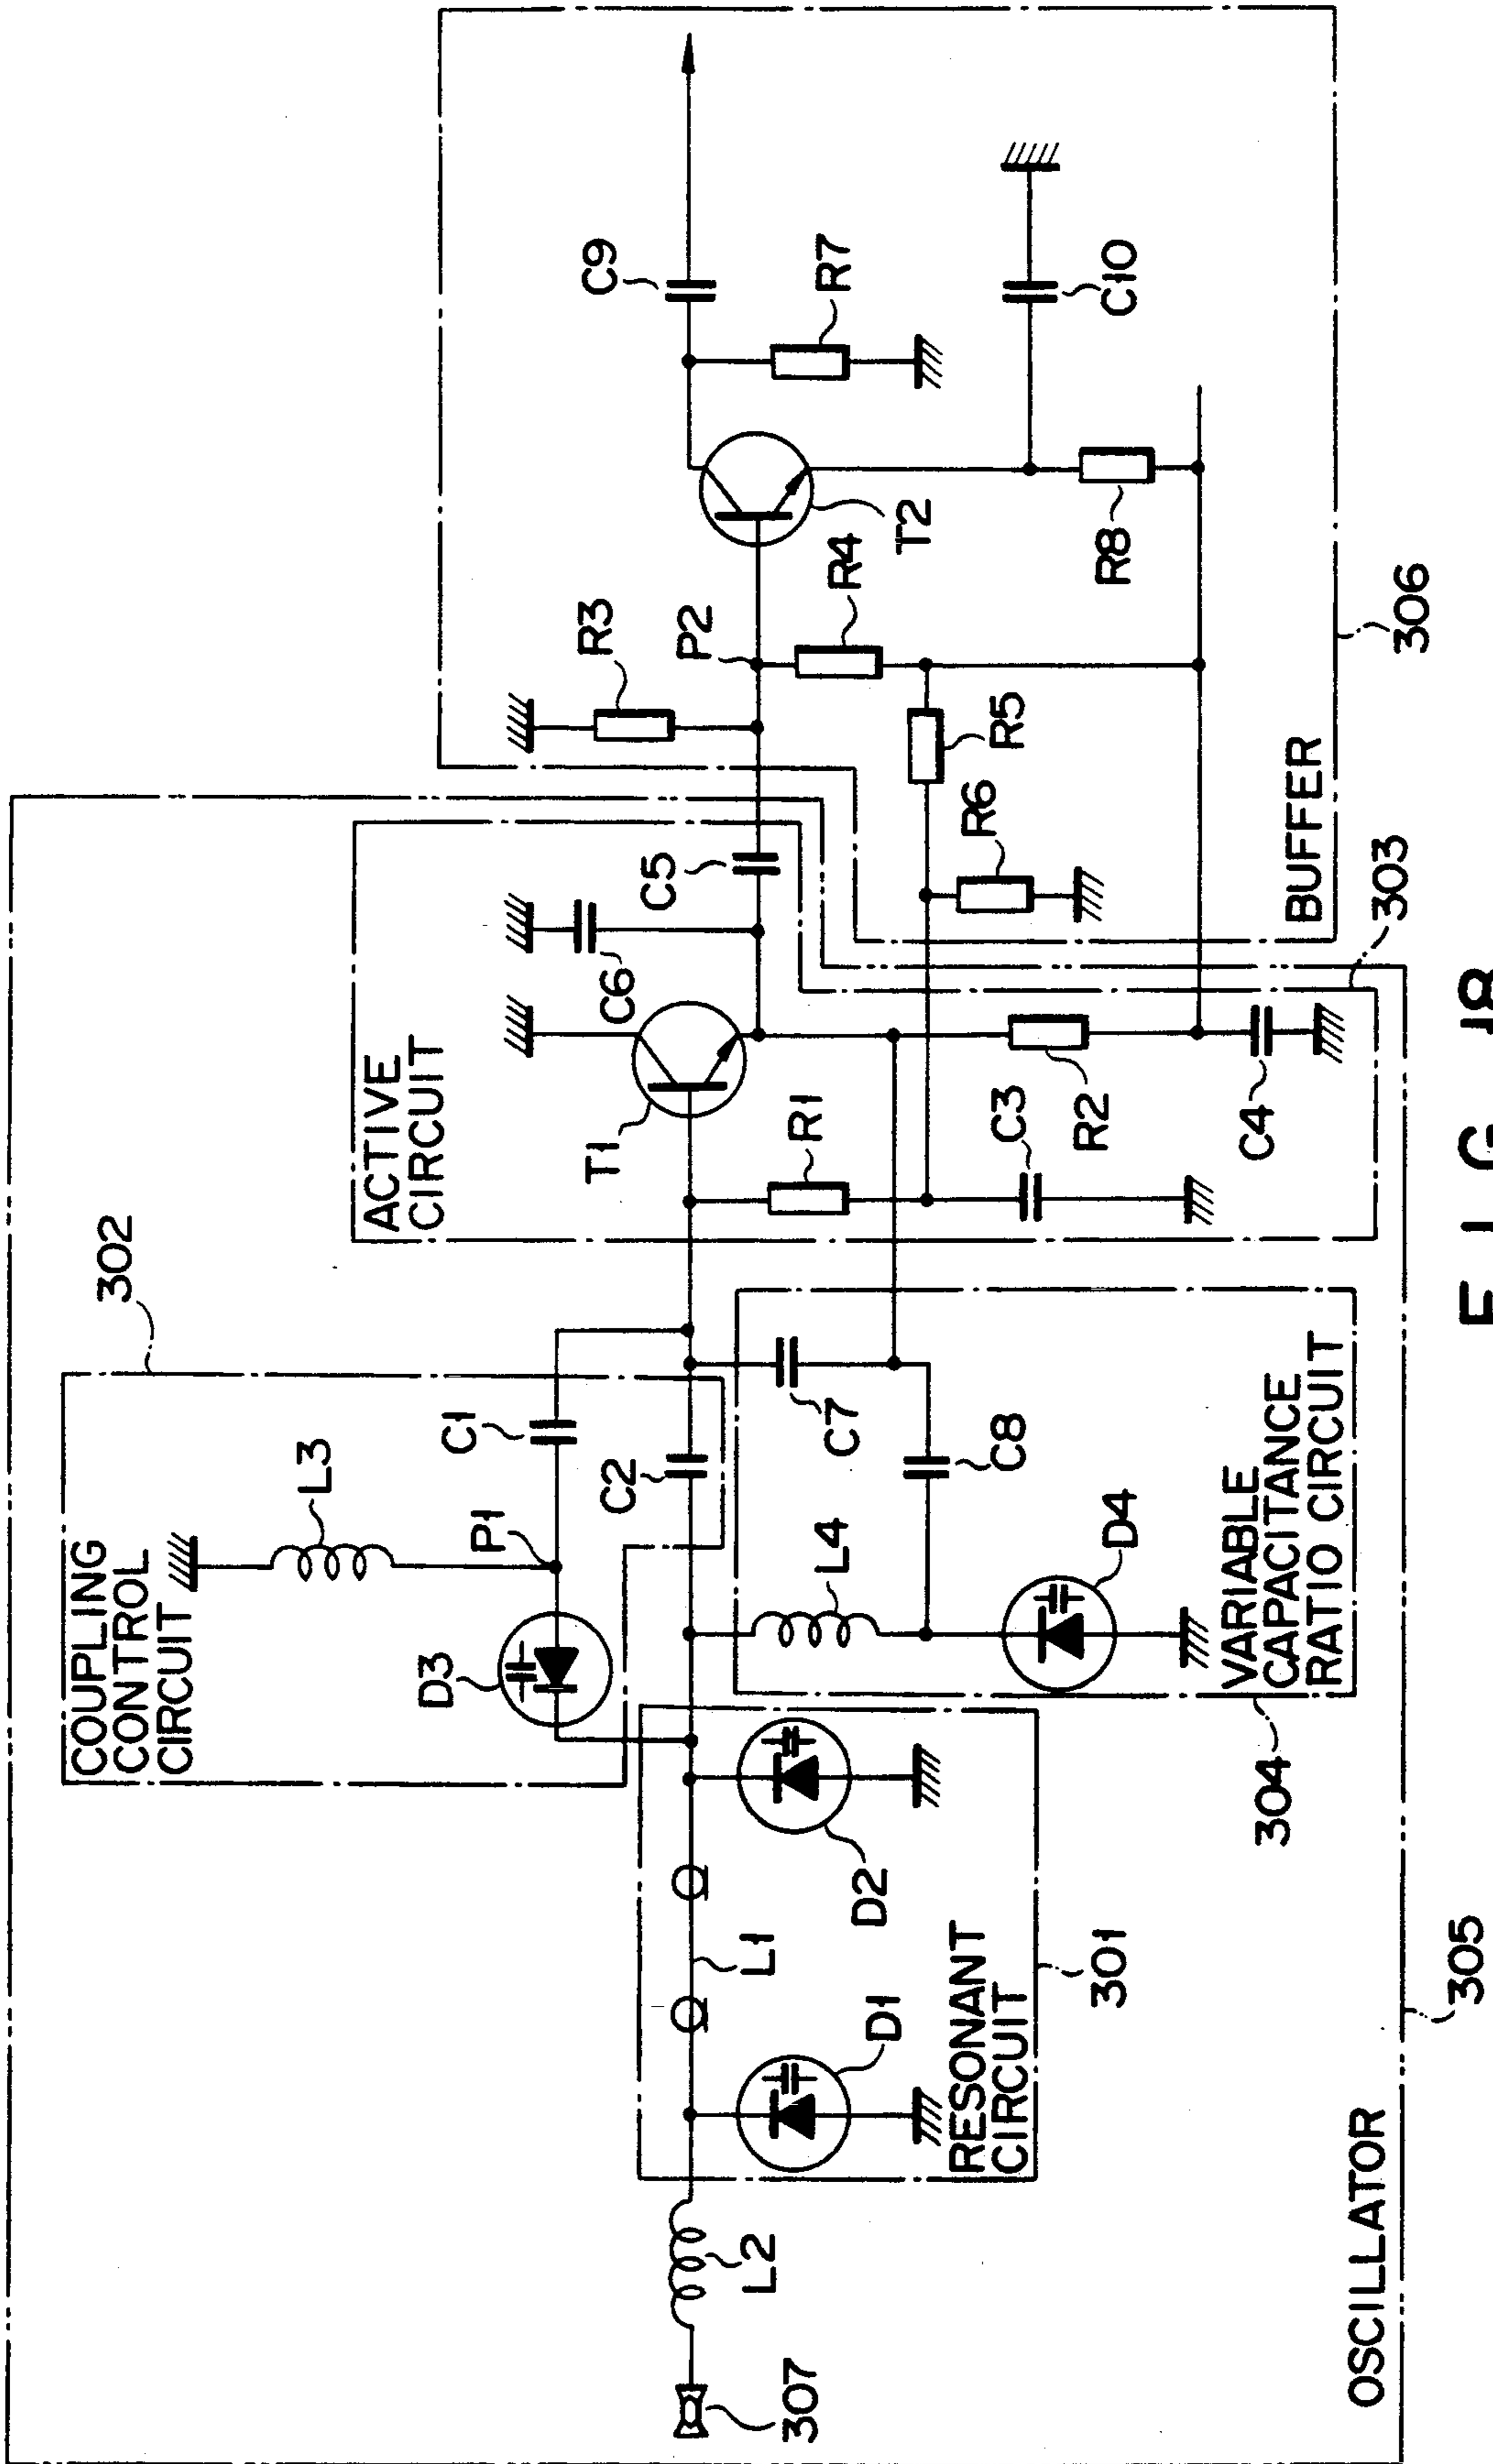 302
COUPLING
CONTROL
CIRCUIT
L3
P1
C1
D3
C2
ACTIVE
CIRCUIT
T1
C6
C5
R1
C3
R2
C4
303
R3
P2
R4
R5
R6
T2
C9
R7
C10
R8
BUFFER
306
307
L2
L1
D1
D2
RESONANT
CIRCUIT
301
L4
C7
C8
D4
VARIABLE
CAPACITANCE
RATIO CIRCUIT
304
OSCILLATOR
305